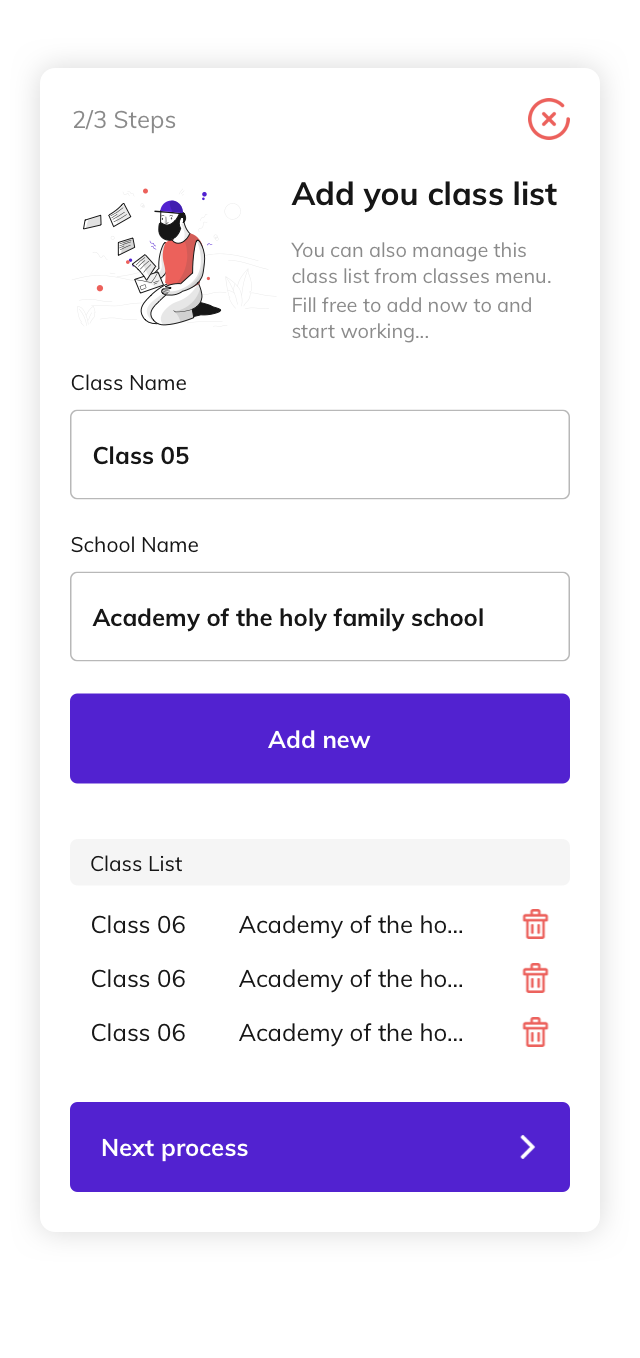 2/3 Steps
Add you class list
You can also manage this
class list from classes menu.
Fill free to add now to and
start working...
Class Name
Class 05
School Name
Academy of the holy family school
Add new
Class List
Class 06 Academy of the ho...
Class 06 Academy of the ho...
Class 06 Academy of the ho...
Next process